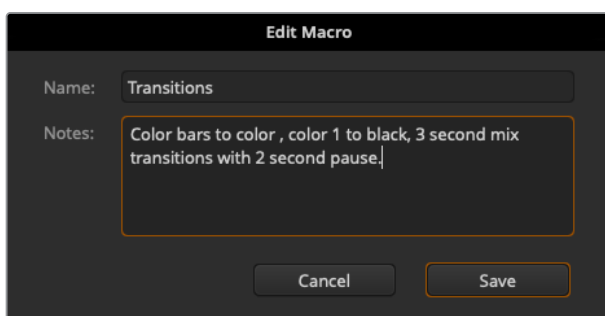 Edit Macro
Name: Transitions
Notes: Color bars to color , color 1 to black, 3 second mix
transitions with 2 second pause.
Cancel Save